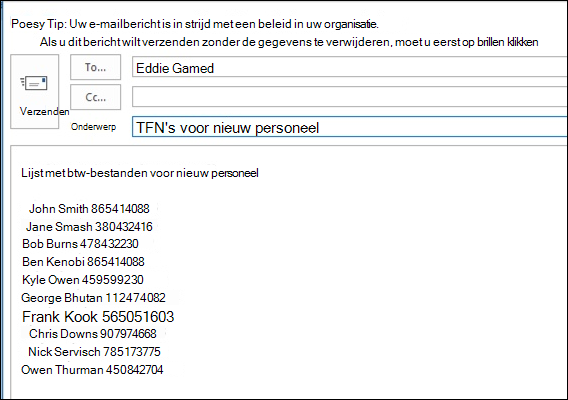 Poesy Tip: Uw e-mailbericht is in strijd met een beleid in uw organisatie.
Als u dit bericht wilt verzenden zonder de gegevens te verwijderen, moet u eerst op brillen klikken
To...
Eddie Gamed
Cc...
Verzenden
Onderwerp
TFN's voor nieuw personeel
Lijst met btw-bestanden voor nieuw personeel
John Smith 865414088
Jane Smash 380432416
Bob Burns 478432230
Ben Kenobi 865414088
Kyle Owen 459599230
George Bhutan 112474082
Frank Kook 565051603
Chris Downs 907974668
Nick Servisch 785173775
Owen Thurman 450842704